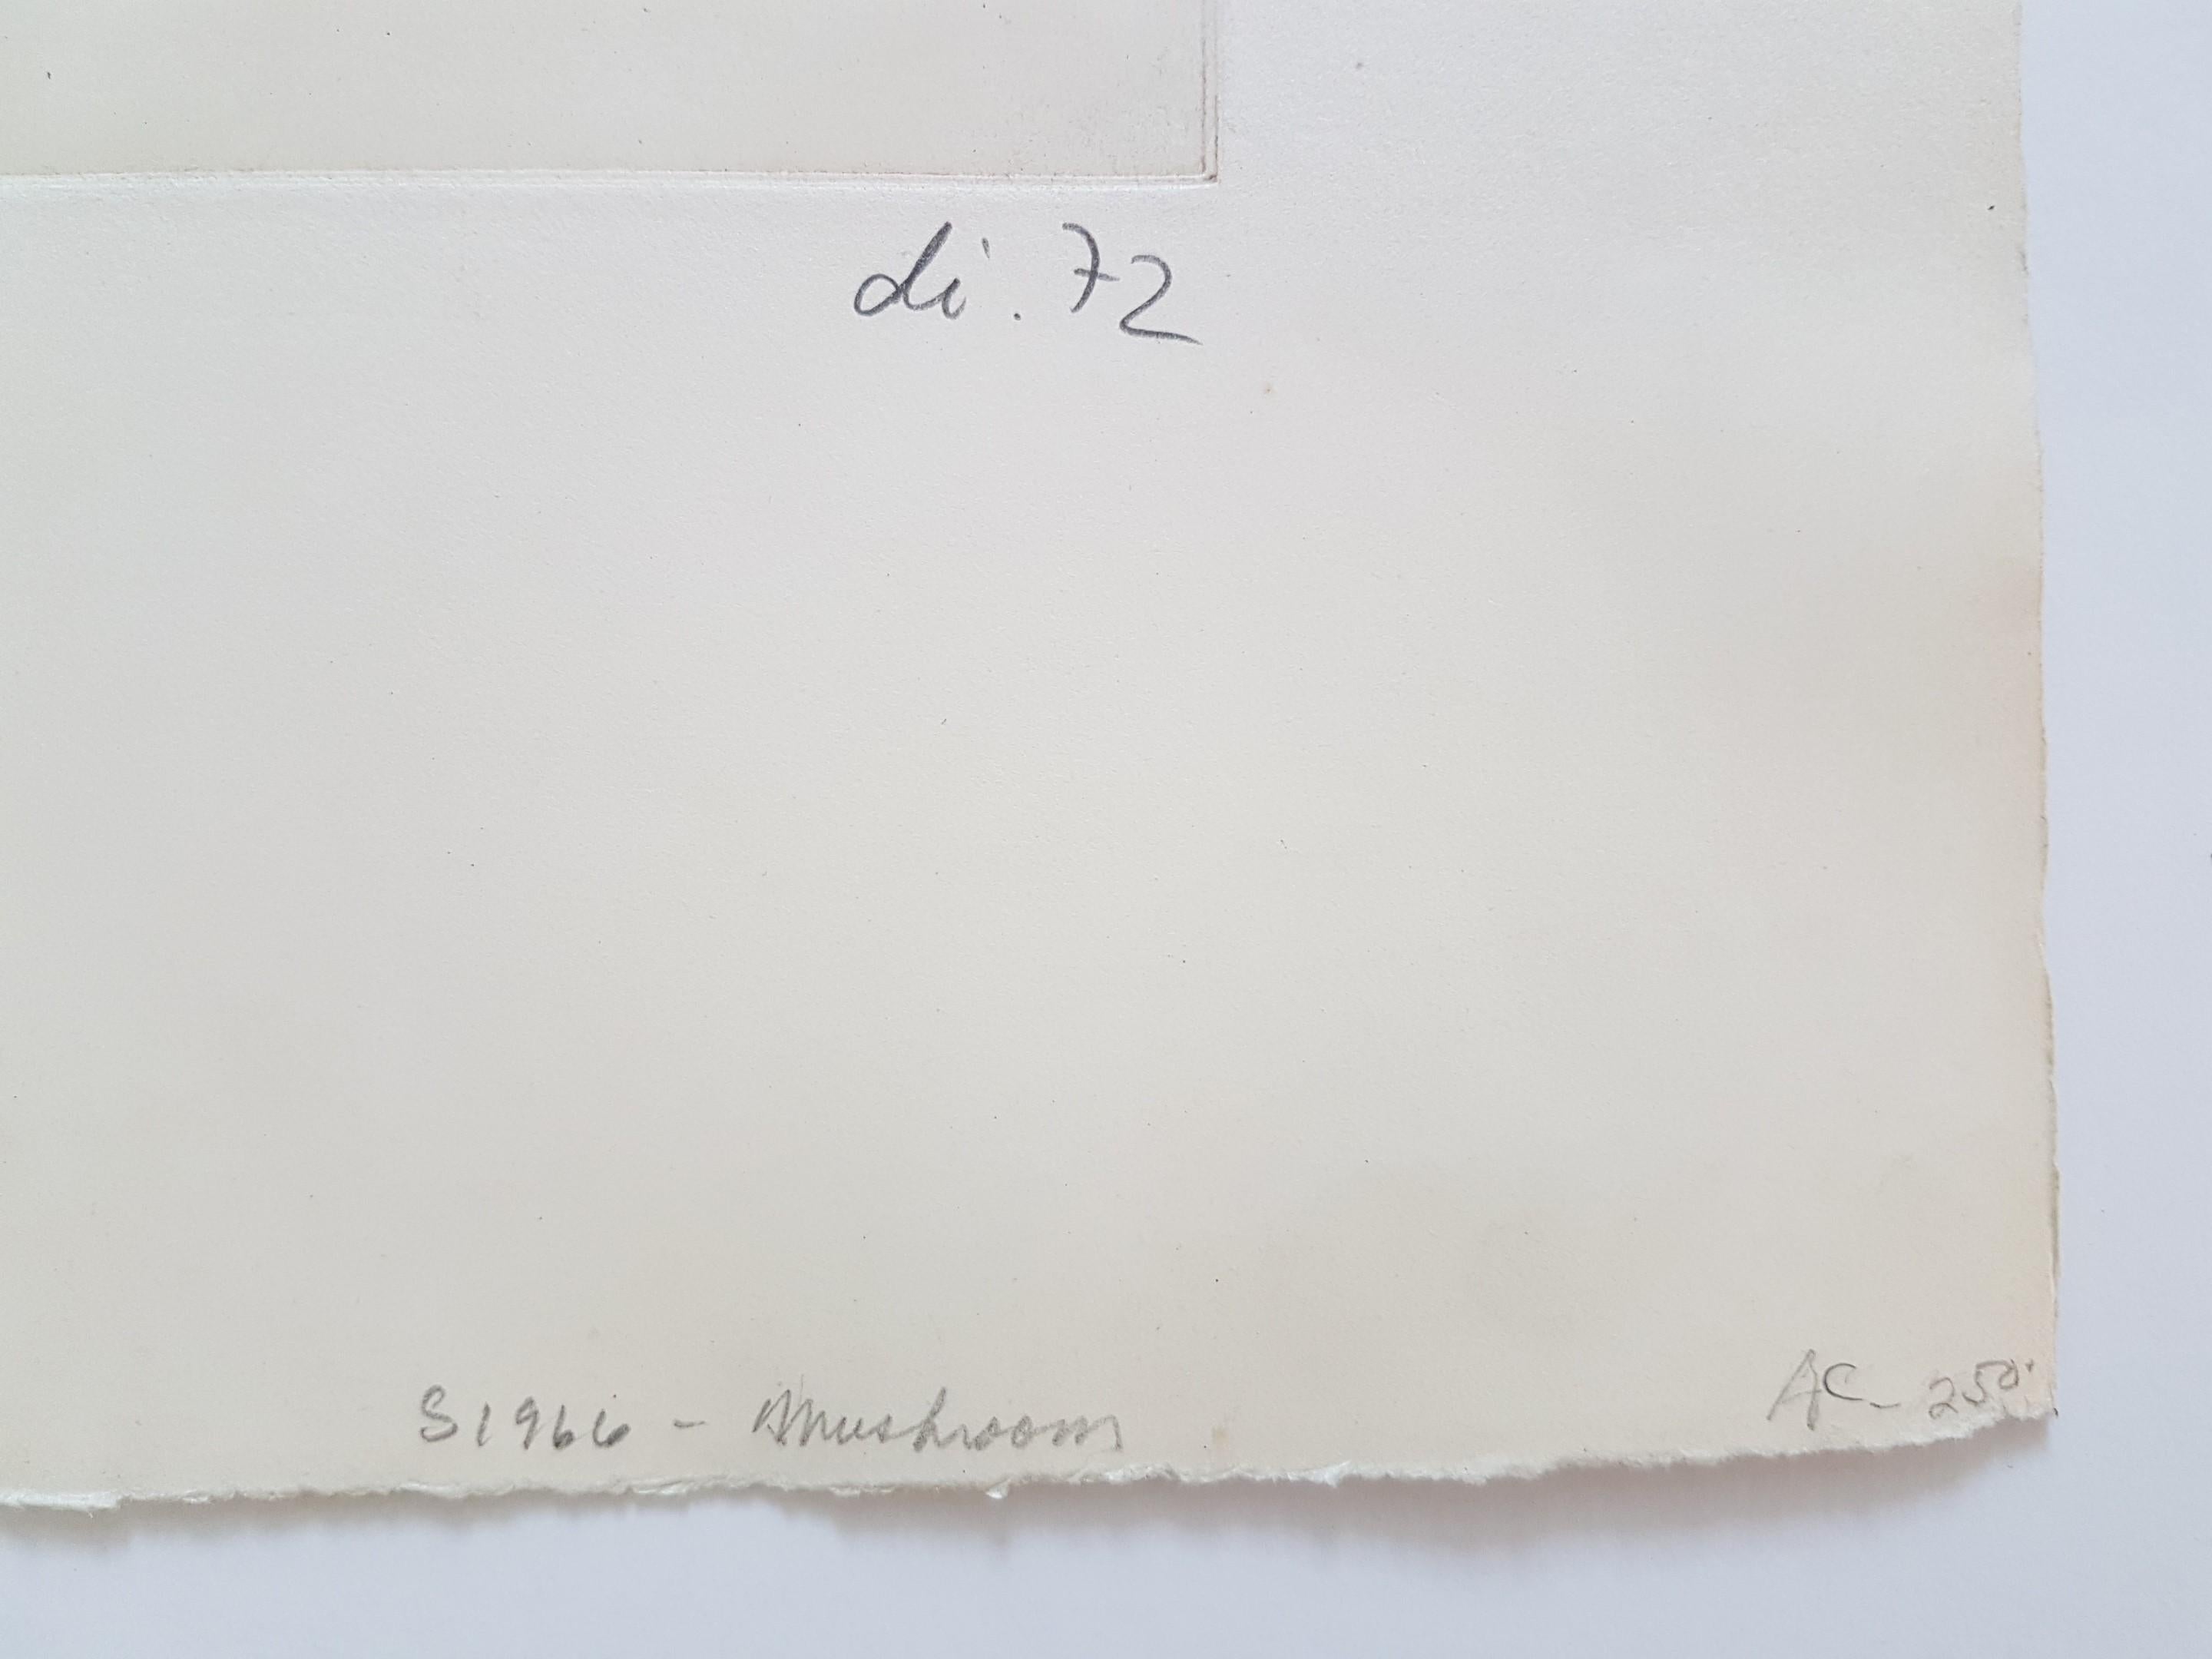 di. 72
S1966 - Mushroom
AC- 250.